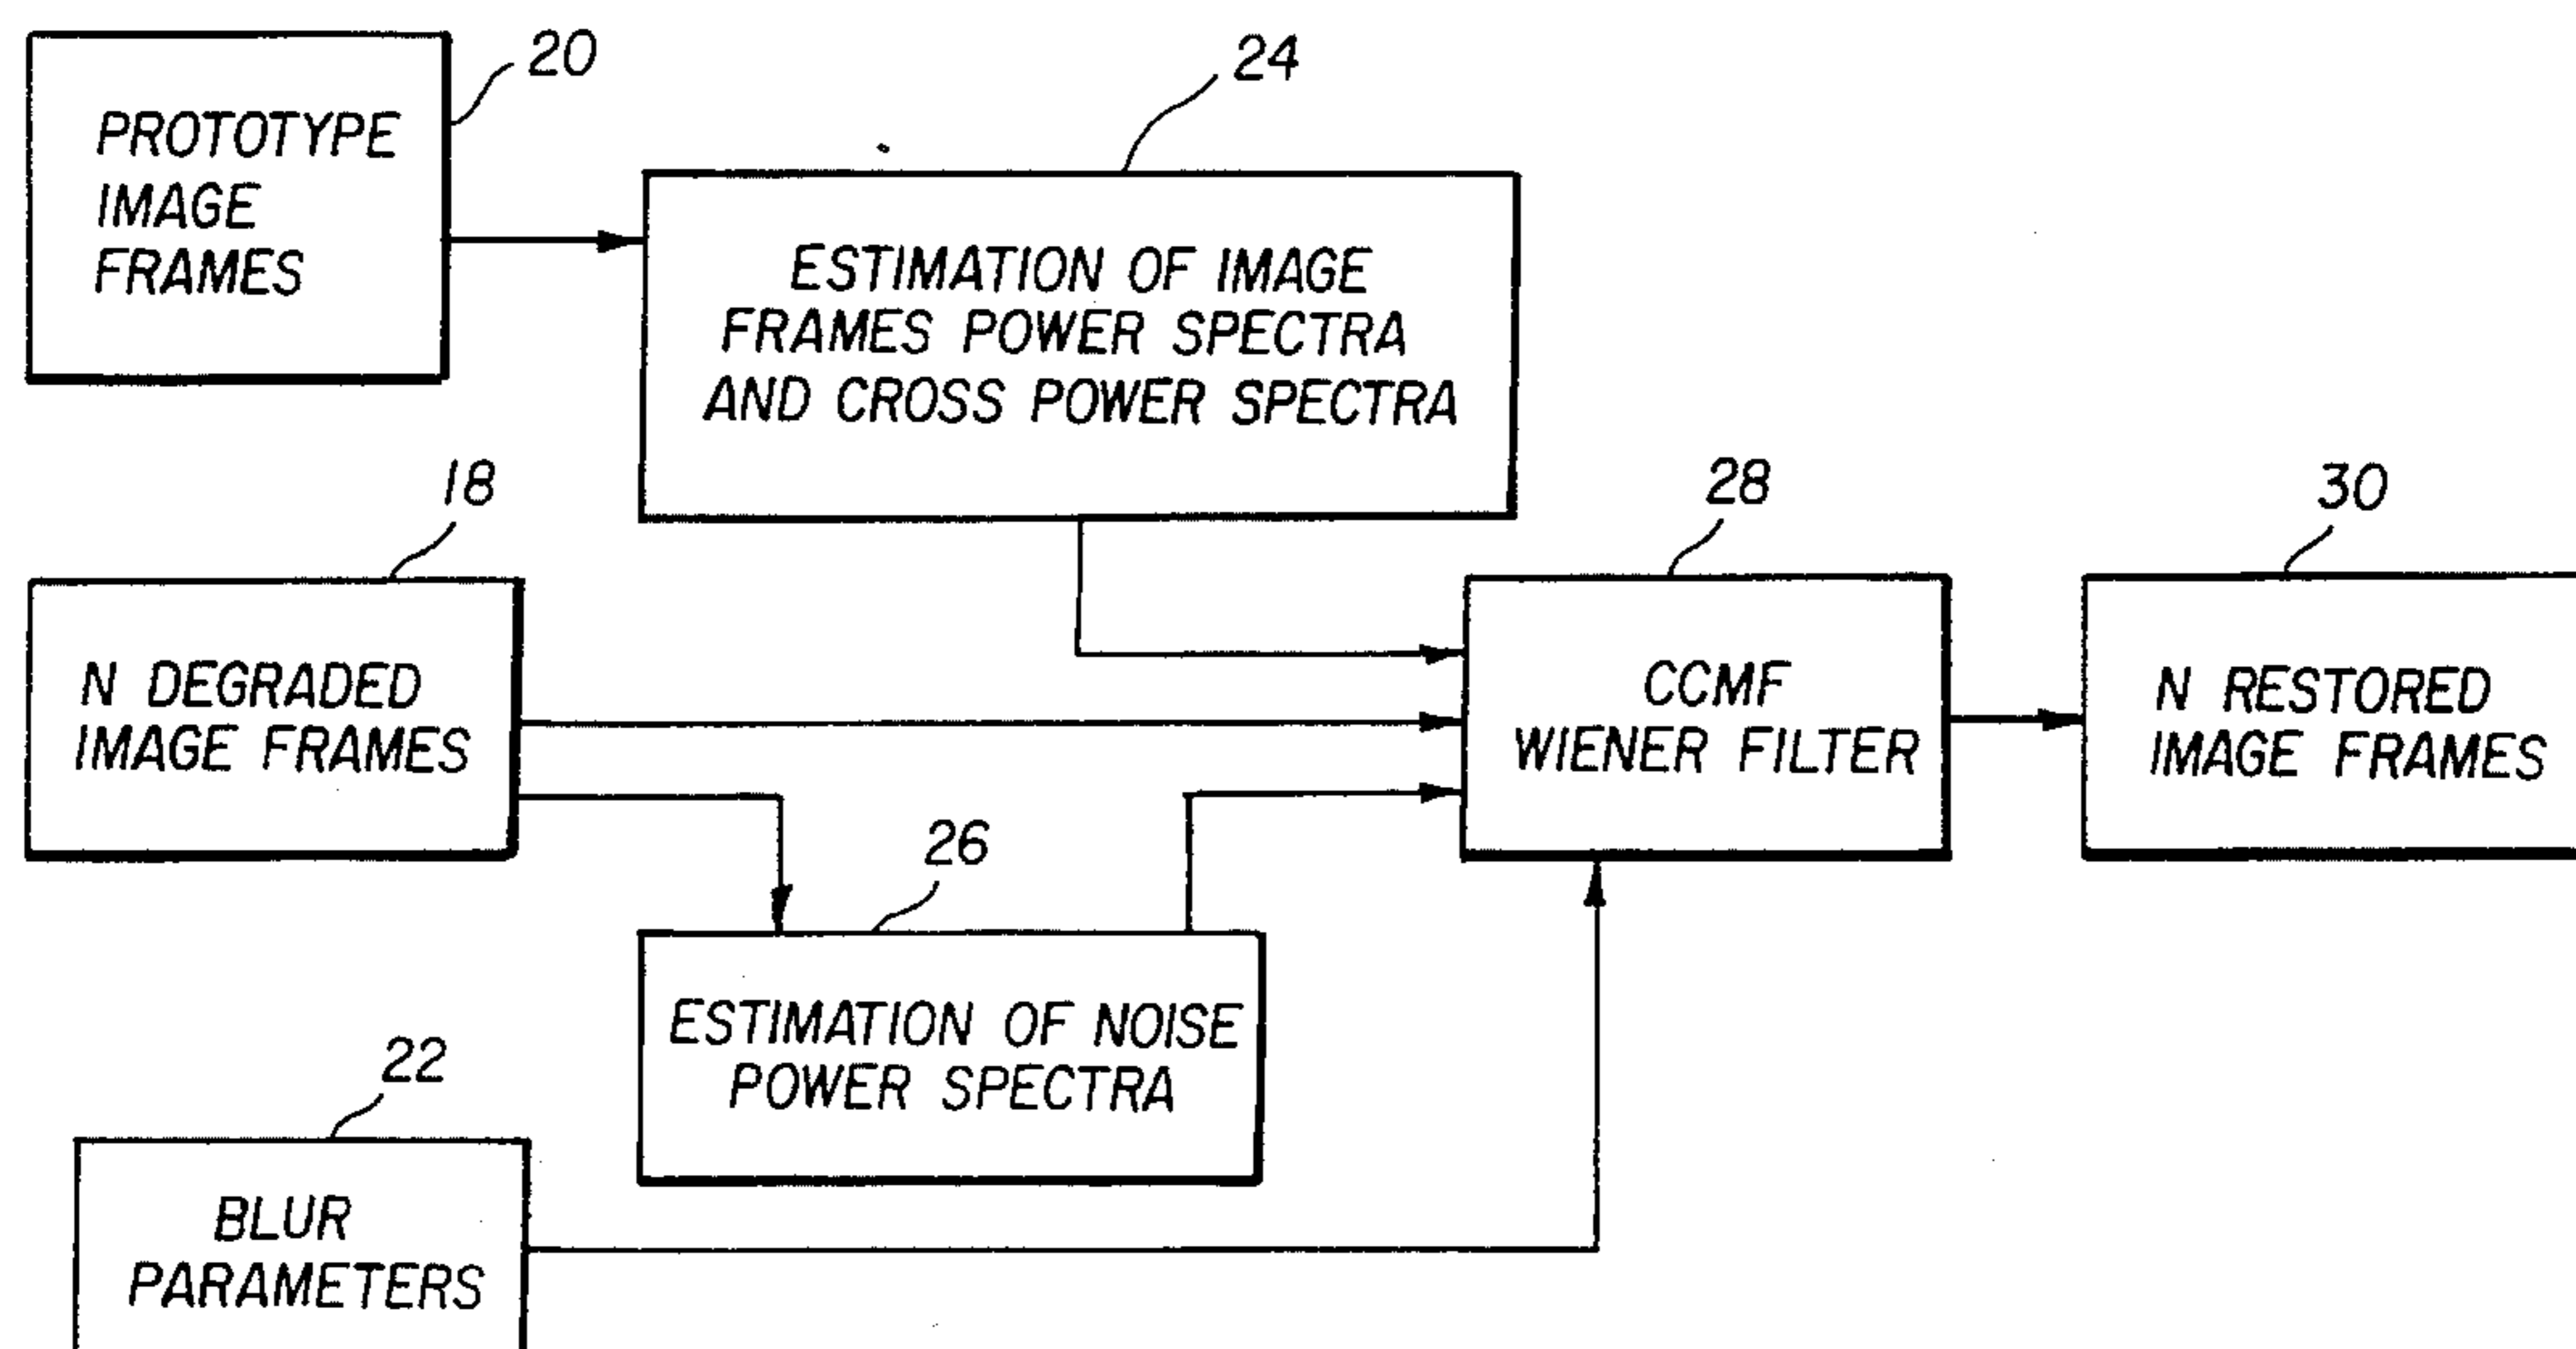 20
PROTOTYPE
IMAGE
FRAMES
24
ESTIMATION OF IMAGE
FRAMES POWER SPECTRA
AND CROSS POWER SPECTRA
18
N DEGRADED
IMAGE FRAMES
28
CCMF
WIENER FILTER
30
N RESTORED
IMAGE FRAMES
26
ESTIMATION OF NOISE
POWER SPECTRA
22
BLUR
PARAMETERS